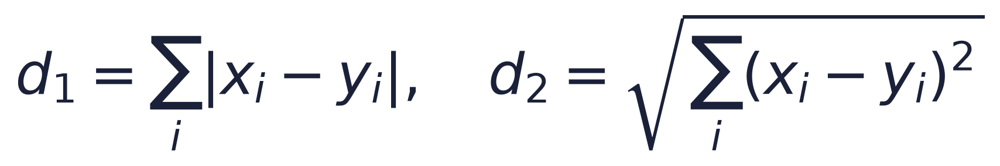 d₁ = ∑ᵢ |xᵢ − yᵢ|,  d₂ = √(∑ᵢ (xᵢ − yᵢ)²)